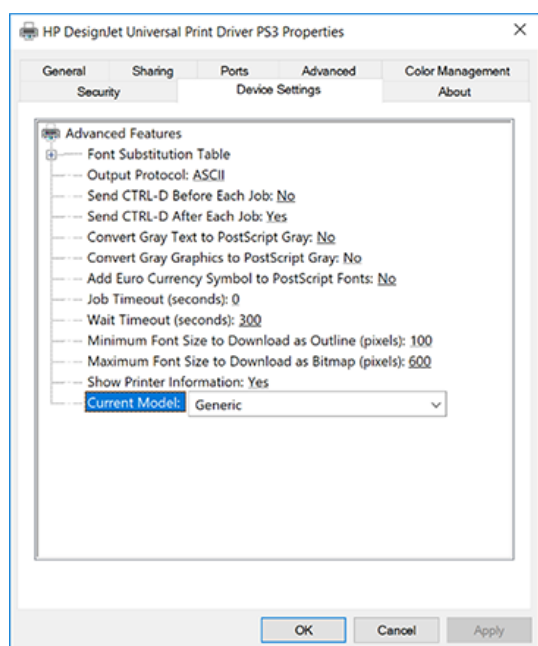 HP DesignJet Universal Print Driver PS3 Properties
General Sharing Ports Advanced Color Management
Security Device Settings About
Advanced Features
Font Substitution Table
Output Protocol: ASCII
Send CTRL-D Before Each Job: No
Send CTRL-D After Each Job: Yes
Convert Gray Text to PostScript Gray: No
Convert Gray Graphics to PostScript Gray: No
Add Euro Currency Symbol to PostScript Fonts: No
Job Timeout (seconds): 0
Wait Timeout (seconds): 300
Minimum Font Size to Download as Outline (pixels): 100
Maximum Font Size to Download as Bitmap (pixels): 600
Show Printer Information: Yes
Current Model: Generic
OK Cancel Apply